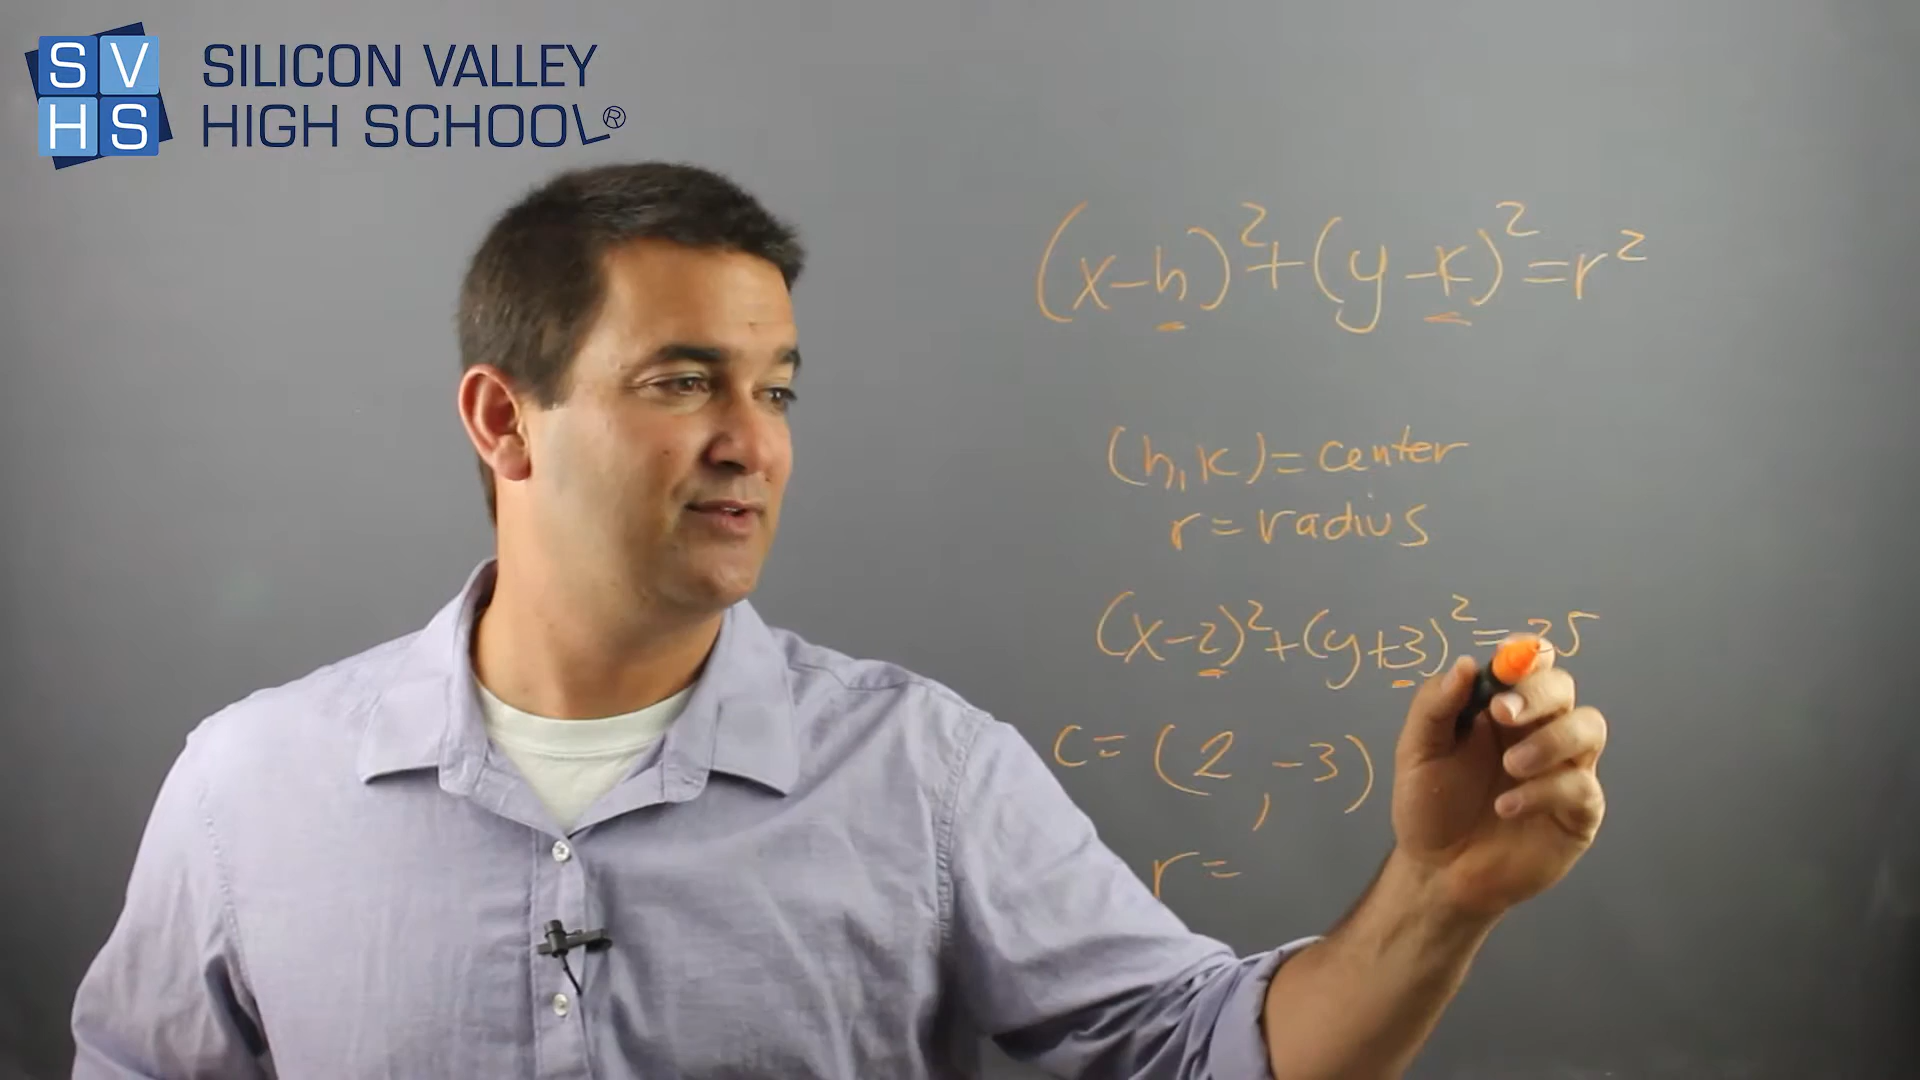 SV
HS
SILICON VALLEY
HIGH SCHOOL®
(x-h)²+(y-k)²=r²
(h,k)=center
r=radius
(x-2)²+(y+3)²=25
c=(2,-3)
r=